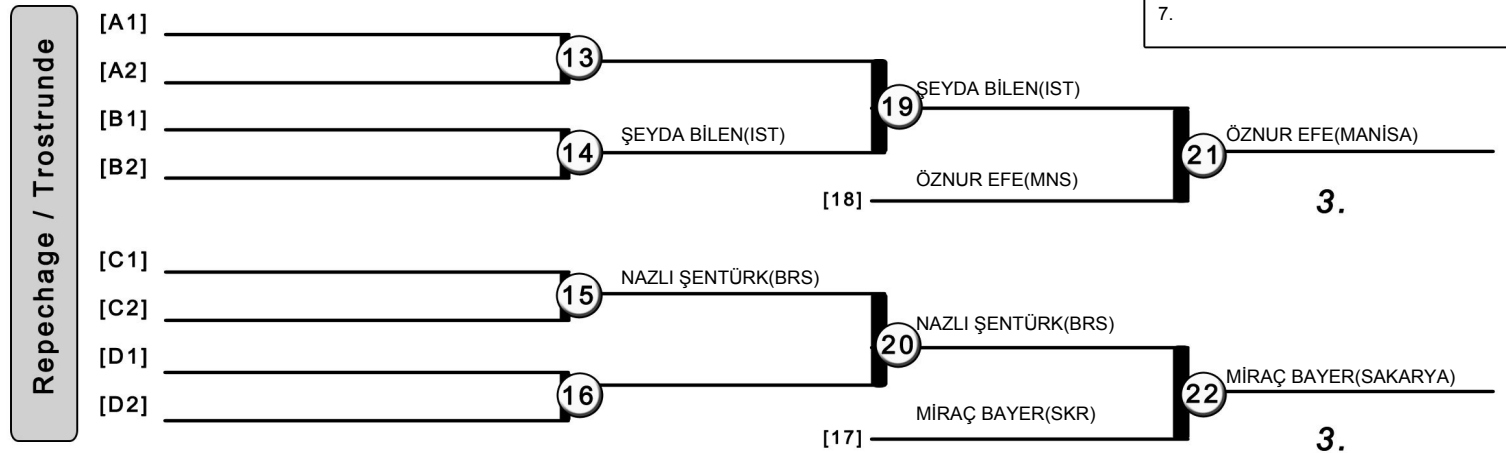 7.
Repechage / Trostrunde
[A1]
[A2]
13
[B1]
[B2]
14
ŞEYDA BİLEN(IST)
19
ŞEYDA BİLEN(IST)
[18]
ÖZNUR EFE(MNS)
21
ÖZNUR EFE(MANİSA)
3.
[C1]
[C2]
15
NAZLI ŞENTÜRK(BRS)
[D1]
[D2]
16
20
NAZLI ŞENTÜRK(BRS)
[17]
MİRAÇ BAYER(SKR)
22
MİRAÇ BAYER(SAKARYA)
3.